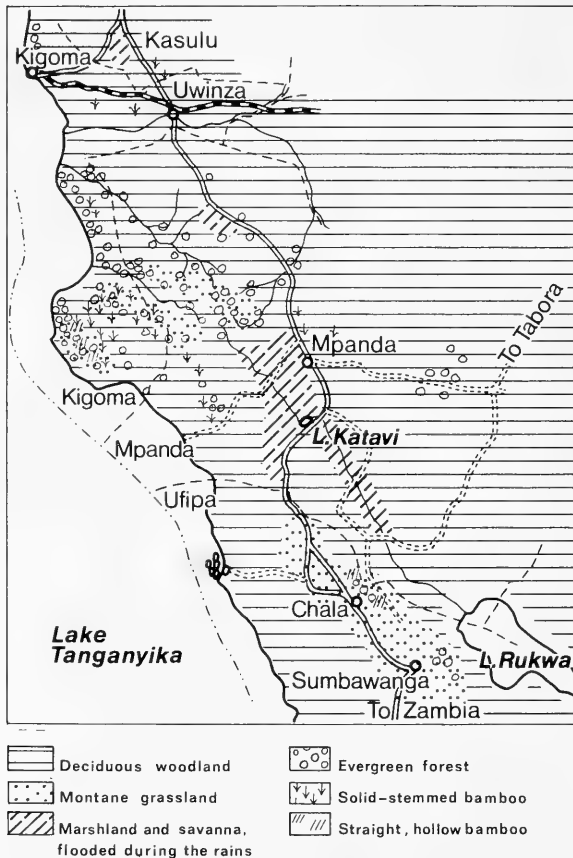 Kasulu
Kigoma
Uwinza
To Tabora
Mpanda
Kigoma
L. Katavi
Mpanda
Ufipa
Chala
Lake
Tanganyika
L. Rukwa
Sumbawanga
To Zambia
Deciduous woodland
Evergreen forest
Montane grassland
Solid-stemmed bamboo
Marshland and savanna,
flooded during the rains
Straight, hollow bamboo